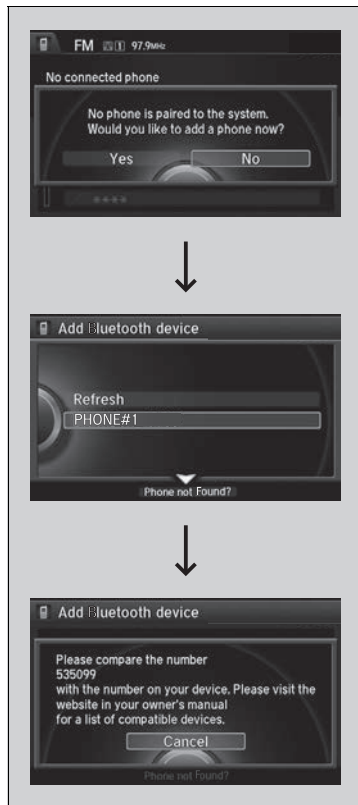 FM 1 97.9MHz
No connected phone
No phone is paired to the system.
Would you like to add a phone now?
Yes No
Add Bluetooth device
Refresh
PHONE#1
Phone not Found?
Add Bluetooth device
Please compare the number
535099
with the number on your device. Please visit the
website in your owner's manual
for a list of compatible devices.
Cancel
Phone not Found?